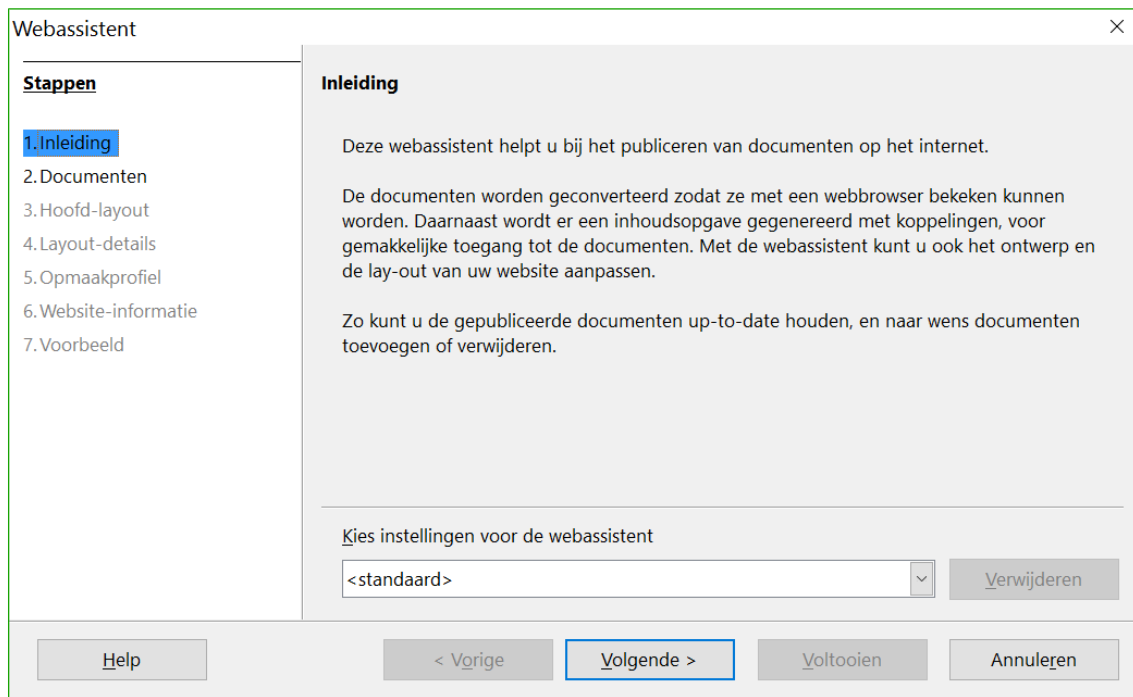 Webassistent
Stappen
1. Inleiding
2. Documenten
3. Hoofd-layout
4. Layout-details
5. Opmaakprofiel
6. Website-informatie
7. Voorbeeld
Inleiding
Deze webassistent helpt u bij het publiceren van documenten op het internet.
De documenten worden geconverteerd zodat ze met een webbrowser bekeken kunnen
worden. Daarnaast wordt er een inhoudsopgave gegenereerd met koppelingen, voor
gemakkelijke toegang tot de documenten. Met de webassistent kunt u ook het ontwerp en
de lay-out van uw website aanpassen.
Zo kunt u de gepubliceerde documenten up-to-date houden, en naar wens documenten
toevoegen of verwijderen.
Kies instellingen voor de webassistent
<standaard>
Verwijderen
Help
< Vorige
Volgende >
Voltooien
Annuleren